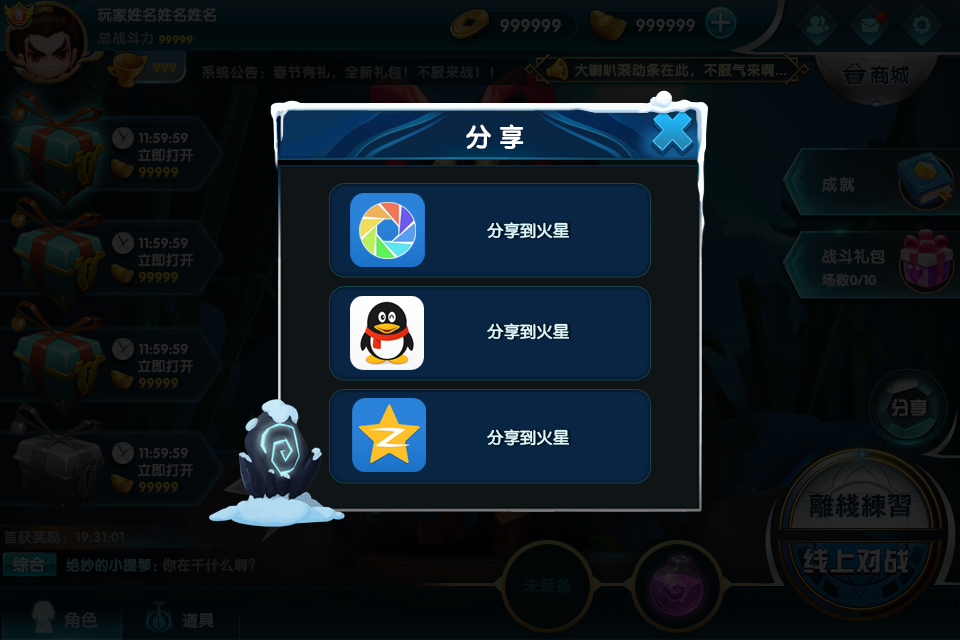 8
玩家姓名姓名姓名
总战斗力 99999
999
999999
999999
系统公告：春节有礼，全新礼包！不服来战！！
大喇叭滚动条在此，不服气来啊...
商城
分享
11:59:59
立即打开
99999
11:59:59
立即打开
99999
11:59:59
立即打开
99999
11:59:59
立即打开
99999
分享到火星
分享到火星
Z
分享到火星
成就
战斗礼包
场数0/10
分享
離綫練習
线上对战
首获奖励：19:31:01
综合 绝妙的小提琴：你在干什么啊？
未装备
角色
道具